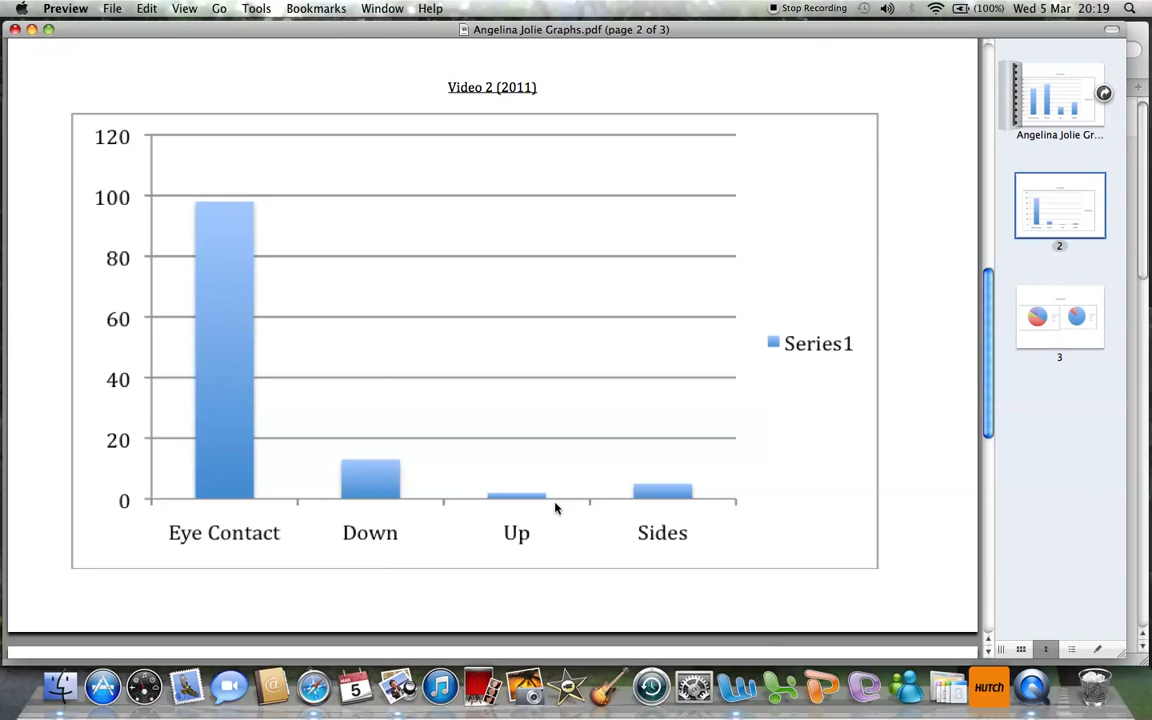 Preview File Edit View Go Tools Bookmarks Window Help Stop Recording (100%) Wed 5 Mar 20:19
Angelina Jolie Graphs.pdf (page 2 of 3)
Video 2 (2011)
120
100
80
60
40
20
0
Eye Contact Down Up Sides
Series1
Angelina Jolie Gr...
2
3
MAR
5
HUTCH